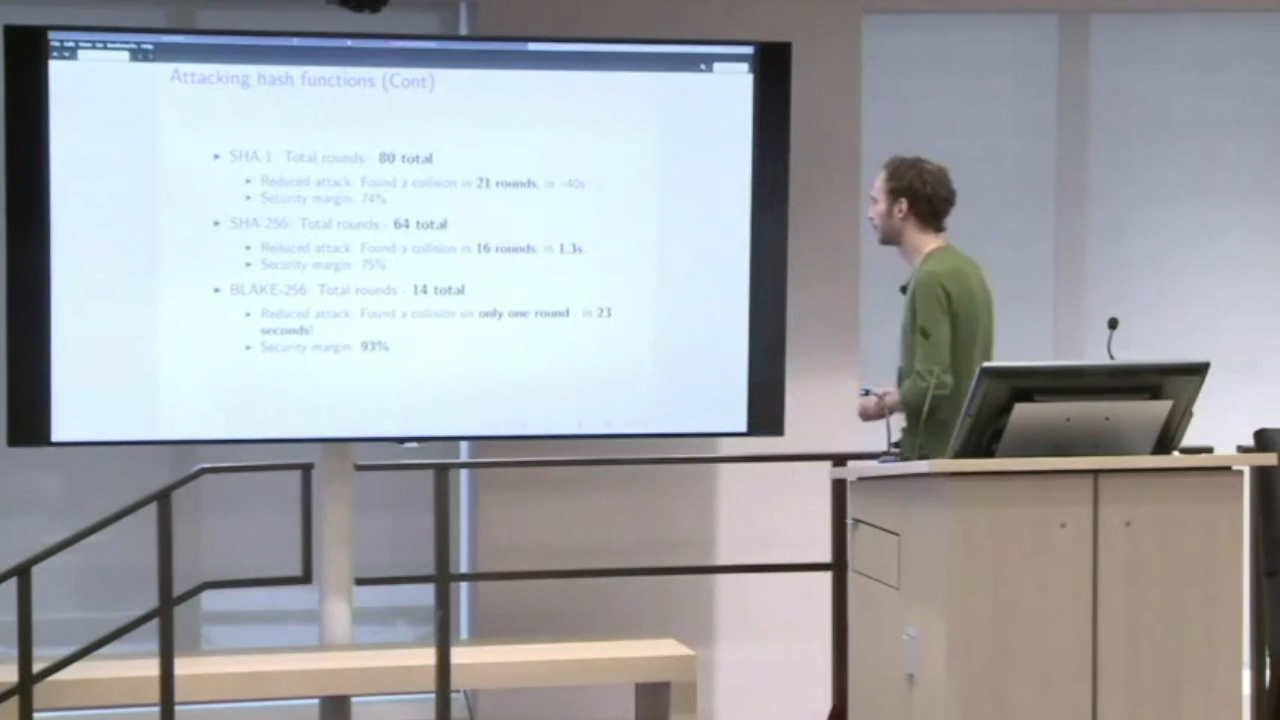 Attacking hash functions (Cont)
SHA-1 Total rounds - 80 total
Reduced attack: Found a collision in 21 rounds, in ~40s
Security margin: 74%
SHA-256 Total rounds - 64 total
Reduced attack: Found a collision in 16 rounds, in 1.3s
Security margin: 75%
BLAKE-256 Total rounds - 14 total
Reduced attack: Found a collision on only one round - in 23
seconds!
Security margin: 93%